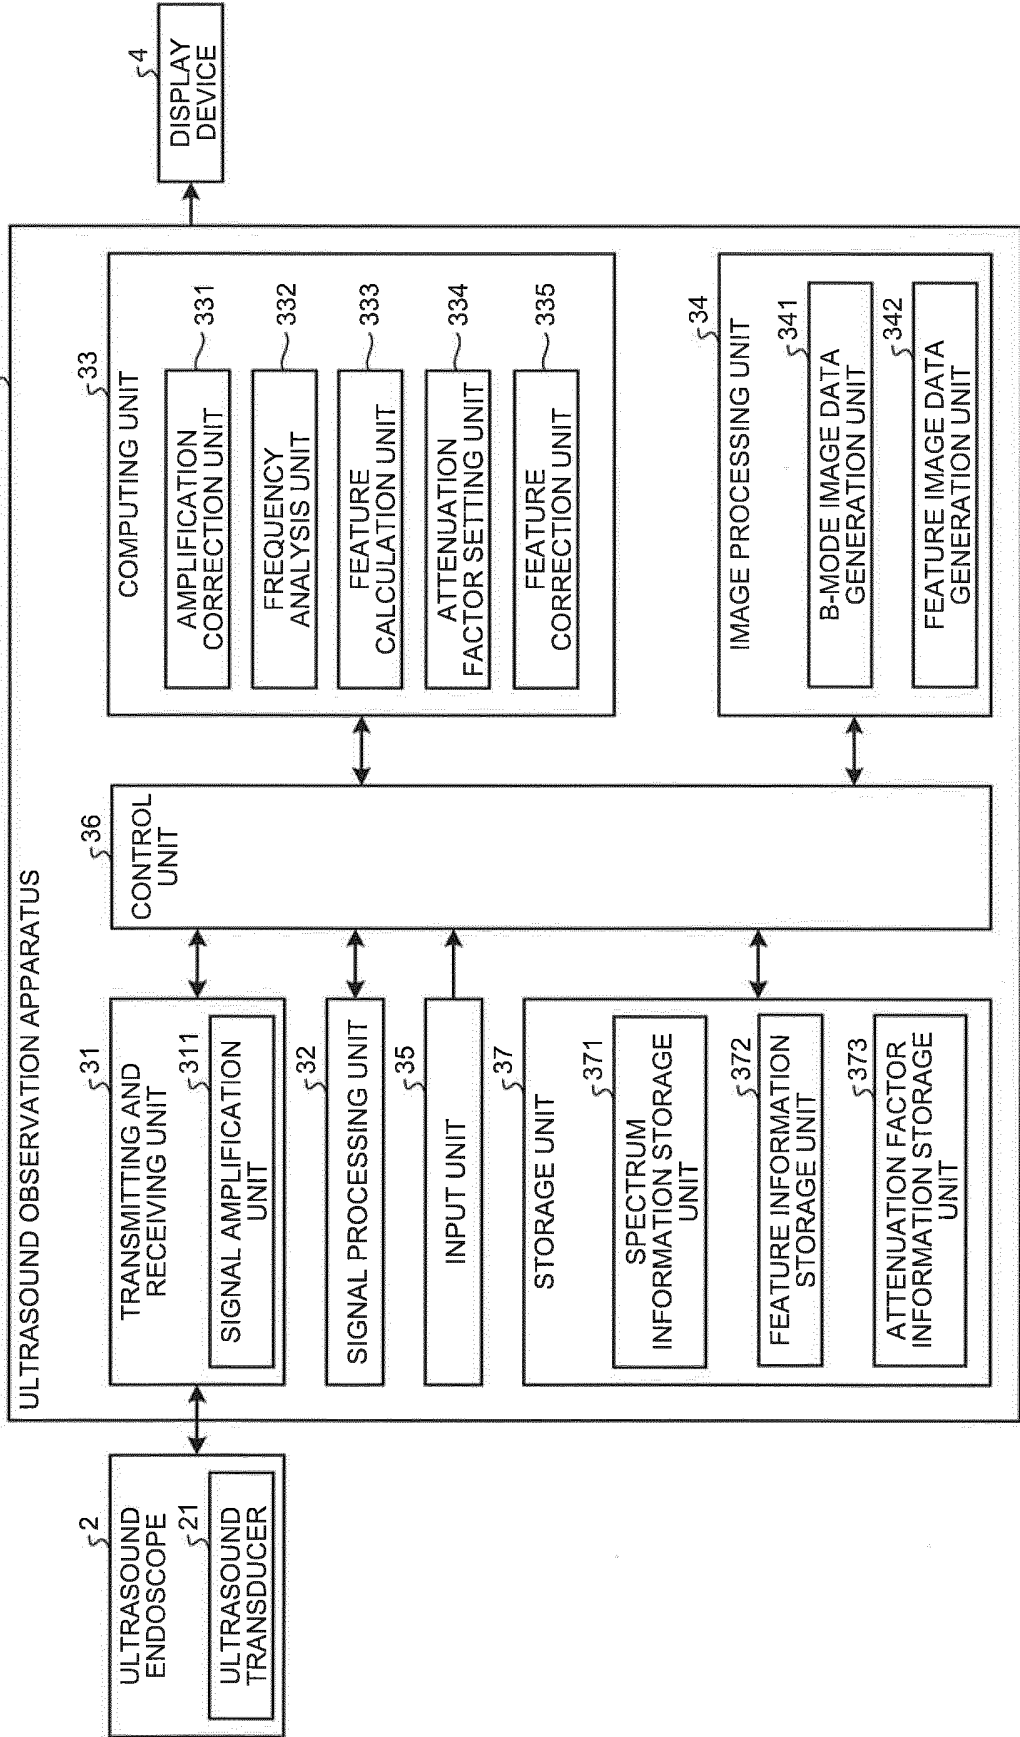 ULTRASOUND OBSERVATION APPARATUS
2
ULTRASOUND
ENDOSCOPE
21
ULTRASOUND
TRANSDUCER
31
TRANSMITTING AND
RECEIVING UNIT
311
SIGNAL AMPLIFICATION
UNIT
32
SIGNAL PROCESSING UNIT
35
INPUT UNIT
37
STORAGE UNIT
371
SPECTRUM
INFORMATION STORAGE
UNIT
372
FEATURE INFORMATION
STORAGE UNIT
373
ATTENUATION FACTOR
INFORMATION STORAGE
UNIT
36
CONTROL
UNIT
33
COMPUTING UNIT
AMPLIFICATION
CORRECTION UNIT
331
FREQUENCY
ANALYSIS UNIT
332
FEATURE
CALCULATION UNIT
333
ATTENUATION
FACTOR SETTING UNIT
334
FEATURE
CORRECTION UNIT
335
34
IMAGE PROCESSING UNIT
341
B-MODE IMAGE DATA
GENERATION UNIT
342
FEATURE IMAGE DATA
GENERATION UNIT
4
DISPLAY
DEVICE